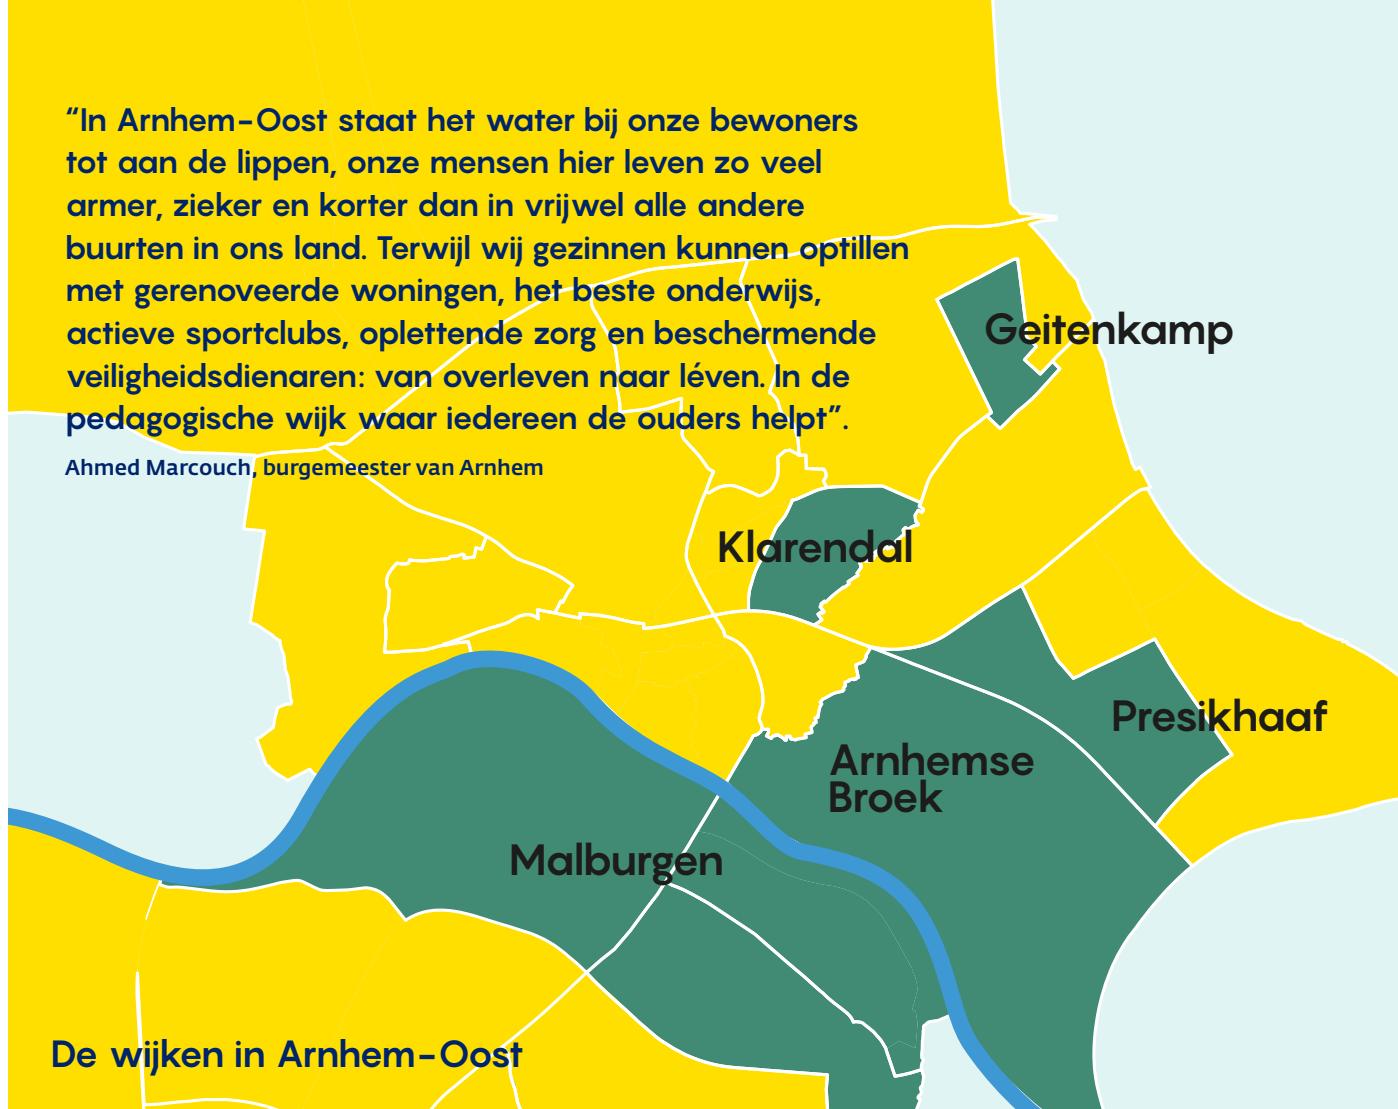 “In Arnhem-Oost staat het water bij onze bewoners
tot aan de lippen, onze mensen hier leven zo veel
armer, zieker en korter dan in vrijwel alle andere
buurten in ons land. Terwijl wij gezinnen kunnen optillen
met gerenoveerde woningen, het beste onderwijs,
actieve sportclubs, oplettende zorg en beschermende
veiligheidsdienaren: van overleven naar léven. In de
pedagogische wijk waar iedereen de ouders helpt”.
Ahmed Marcouch, burgemeester van Arnhem
Geitenkamp
Klarendal
Presikhaaf
Arnhemse
Broek
Malburgen
De wijken in Arnhem-Oost